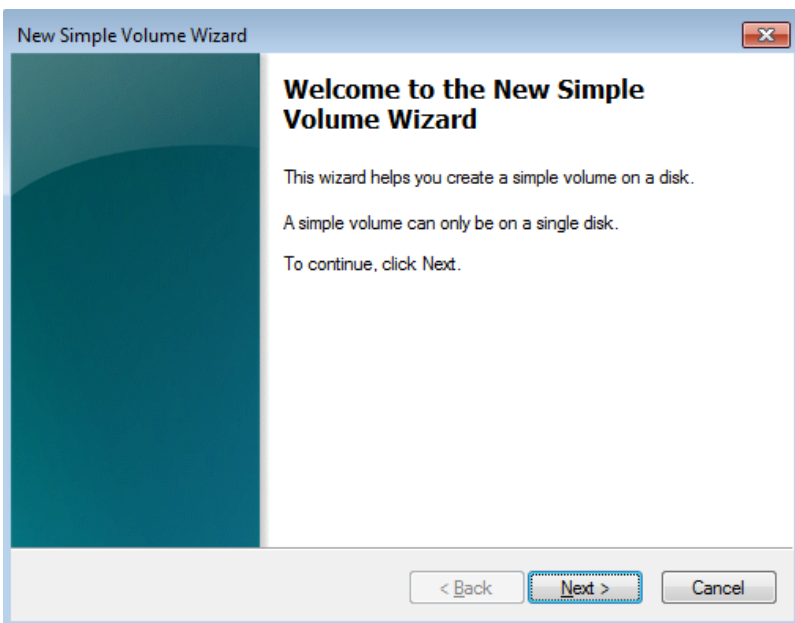 New Simple Volume Wizard
Welcome to the New Simple
Volume Wizard
This wizard helps you create a simple volume on a disk.
A simple volume can only be on a single disk.
To continue, click Next.
< Back
Next >
Cancel